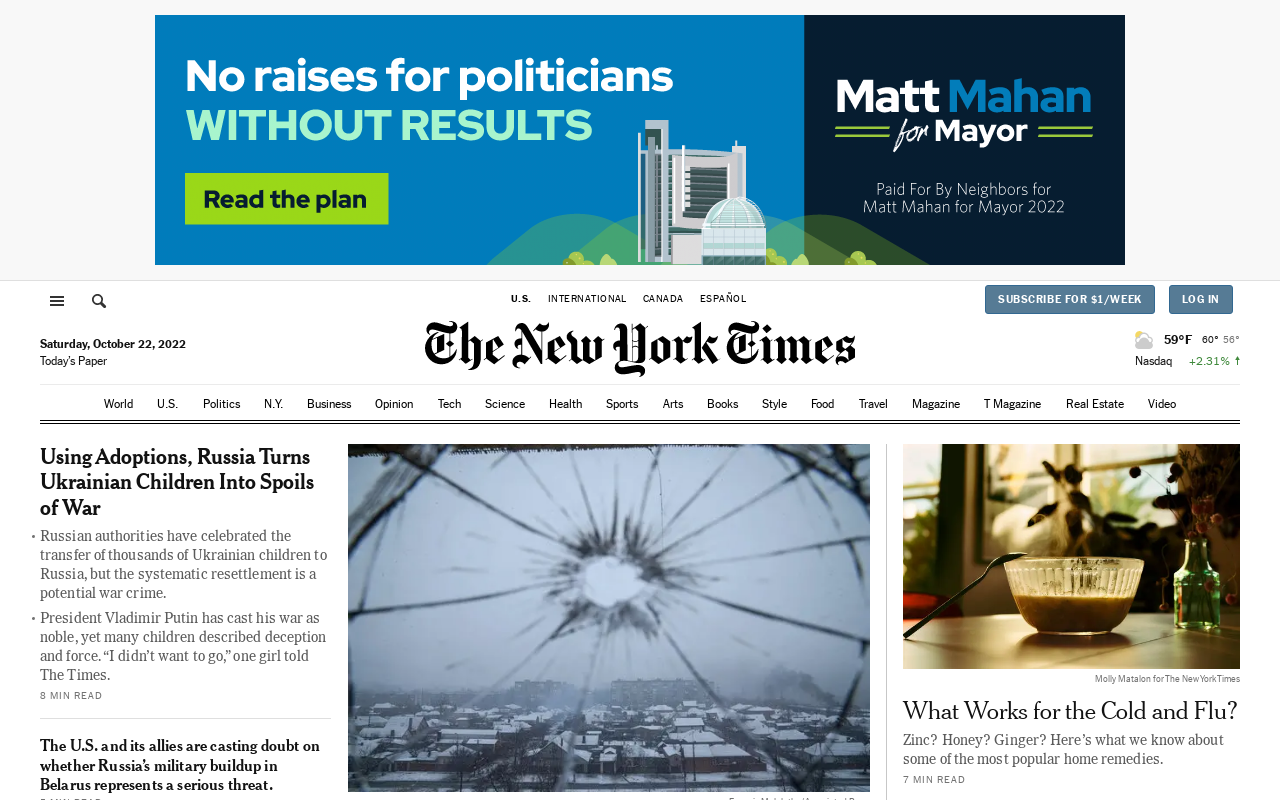 No raises for politicians
WITHOUT RESULTS
Read the plan
Matt Mahan
for Mayor
Paid For By Neighbors for
Matt Mahan for Mayor 2022
U.S. INTERNATIONAL CANADA ESPAÑOL
SUBSCRIBE FOR $1/WEEK LOG IN
The New York Times
Saturday, October 22, 2022
Today's Paper
59°F 60° 56°
Nasdaq +2.31% ↑
World U.S. Politics N.Y. Business Opinion Tech Science Health Sports Arts Books Style Food Travel Magazine T Magazine Real Estate Video
Using Adoptions, Russia Turns
Ukrainian Children Into Spoils
of War
• Russian authorities have celebrated the
transfer of thousands of Ukrainian children to
Russia, but the systematic resettlement is a
potential war crime.
• President Vladimir Putin has cast his war as
noble, yet many children described deception
and force. “I didn’t want to go,” one girl told
The Times.
8 MIN READ
The U.S. and its allies are casting doubt on
whether Russia’s military buildup in
Belarus represents a serious threat.
Molly Matalon for The New York Times
What Works for the Cold and Flu?
Zinc? Honey? Ginger? Here’s what we know about
some of the most popular home remedies.
7 MIN READ